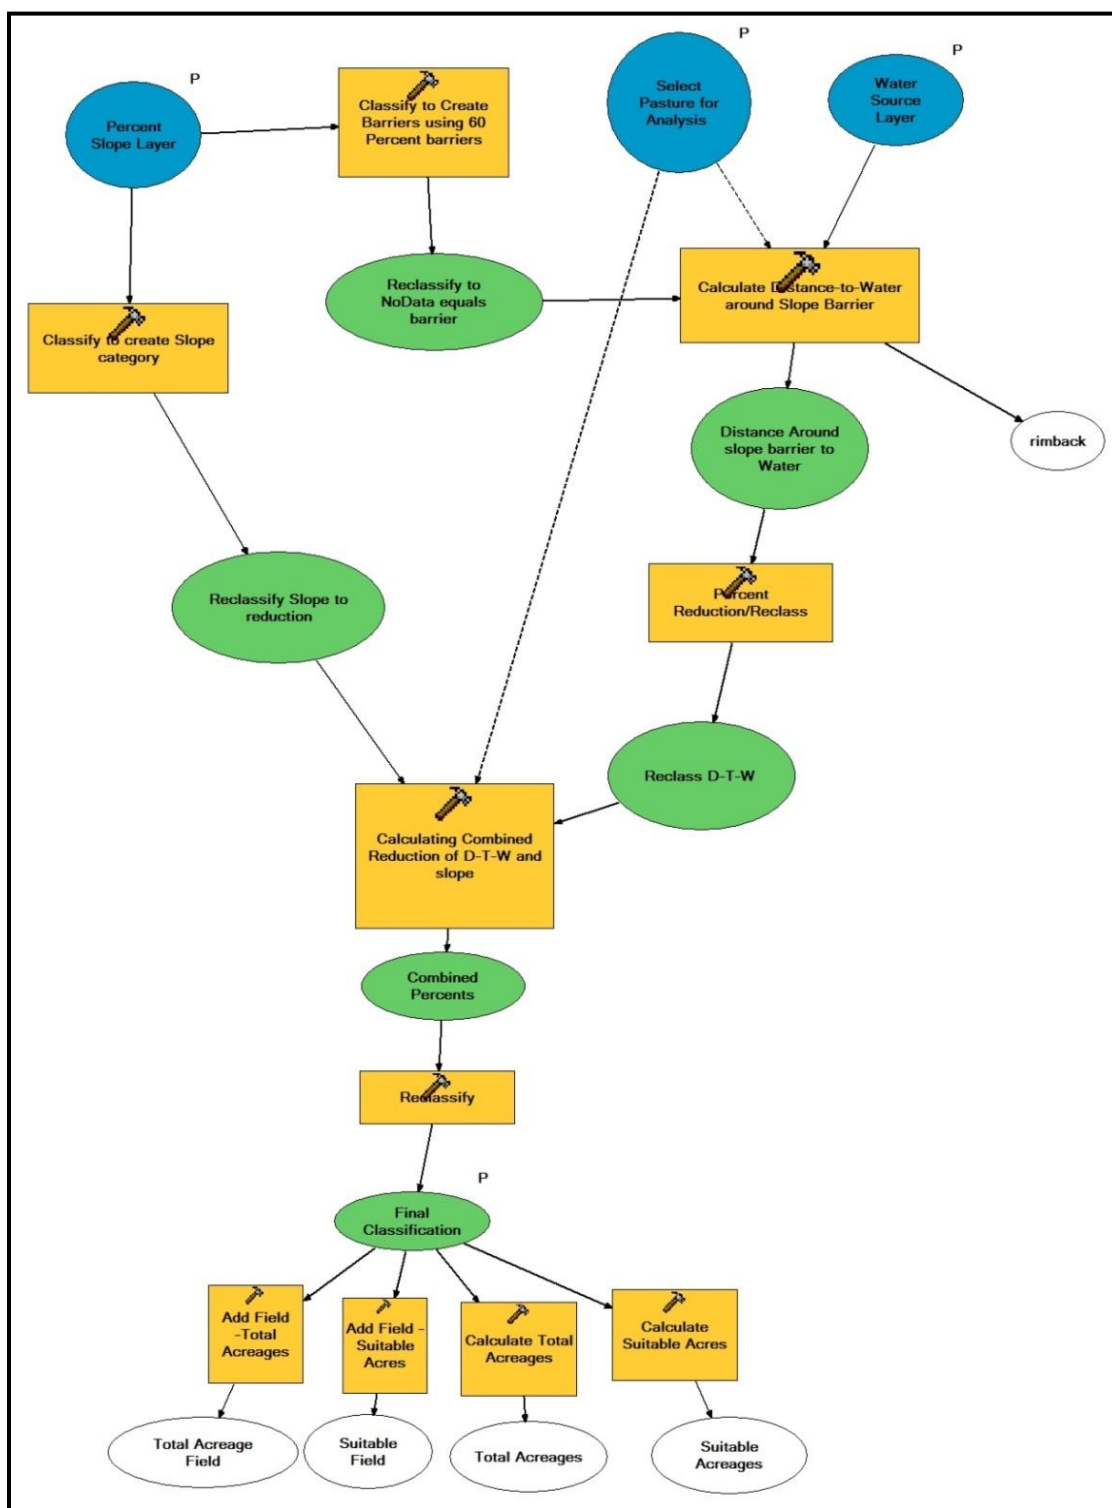 P
Percent
Slope Layer
Classify to Create
Barriers using 60
Percent barriers
P
Select
Pasture for
Analysis
P
Water
Source
Layer
Reclassify to
NoData equals
barrier
Calculate Distance-to-Water
around Slope Barrier
Classify to create Slope
category
Distance Around
slope barrier to
Water
rimback
Reclassify Slope to
reduction
Percent
Reduction/Reclass
Reclass D-T-W
Calculating Combined
Reduction of D-T-W and
slope
Combined
Percents
Reclassify
P
Final
Classification
Add Field
-Total
Acreages
Add Field -
Suitable
Acres
Calculate Total
Acreages
Calculate
Suitable Acres
Total Acreage
Field
Suitable
Field
Total Acreages
Suitable
Acreages